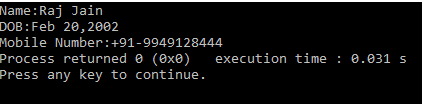 Name:Raj Jain
DOB:Feb 20,2002
Mobile Number:+91-9949128444
Process returned 0 (0x0)   execution time : 0.031 s
Press any key to continue.